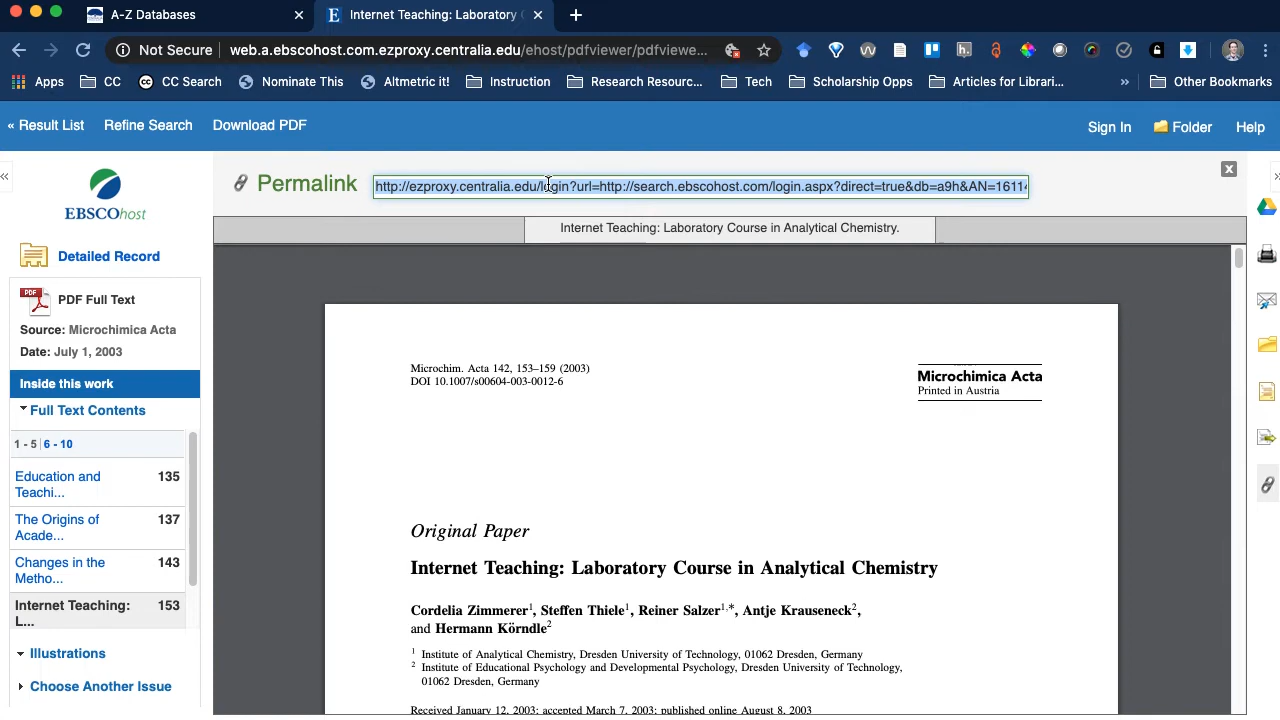 A-Z Databases
Internet Teaching: Laboratory C
Not Secure
web.a.ebscohost.com.ezproxy.centralia.edu/ehost/pdfviewer/pdfviewe...
Apps
CC
CC Search
Nominate This
Altmetric it!
Instruction
Research Resourc...
Tech
Scholarship Opps
Articles for Librari...
»
Other Bookmarks
« Result List
Refine Search
Download PDF
Sign In
Folder
Help
Permalink
http://ezproxy.centralia.edu/login?url=http://search.ebscohost.com/login.aspx?direct=true&db=a9h&AN=16114
EBSCOhost
Internet Teaching: Laboratory Course in Analytical Chemistry.
Detailed Record
PDF
PDF Full Text
Source: Microchimica Acta
Date: July 1, 2003
Inside this work
Full Text Contents
1 - 5 | 6 - 10
Education and Teachi... 135
The Origins of Acade... 137
Changes in the Metho... 143
Internet Teaching: L... 153
Illustrations
Choose Another Issue
Microchim. Acta 142, 153–159 (2003)
DOI 10.1007/s00604-003-0012-6
Microchimica Acta
Printed in Austria
Original Paper
Internet Teaching: Laboratory Course in Analytical Chemistry
Cordelia Zimmerer1, Steffen Thiele1, Reiner Salzer1,*, Antje Krauseneck2,
and Hermann Körndle2
1 Institute of Analytical Chemistry, Dresden University of Technology, 01062 Dresden, Germany
2 Institute of Educational Psychology and Developmental Psychology, Dresden University of Technology,
01062 Dresden, Germany
Received January 12, 2003; accepted March 7, 2003; published online August 8, 2003